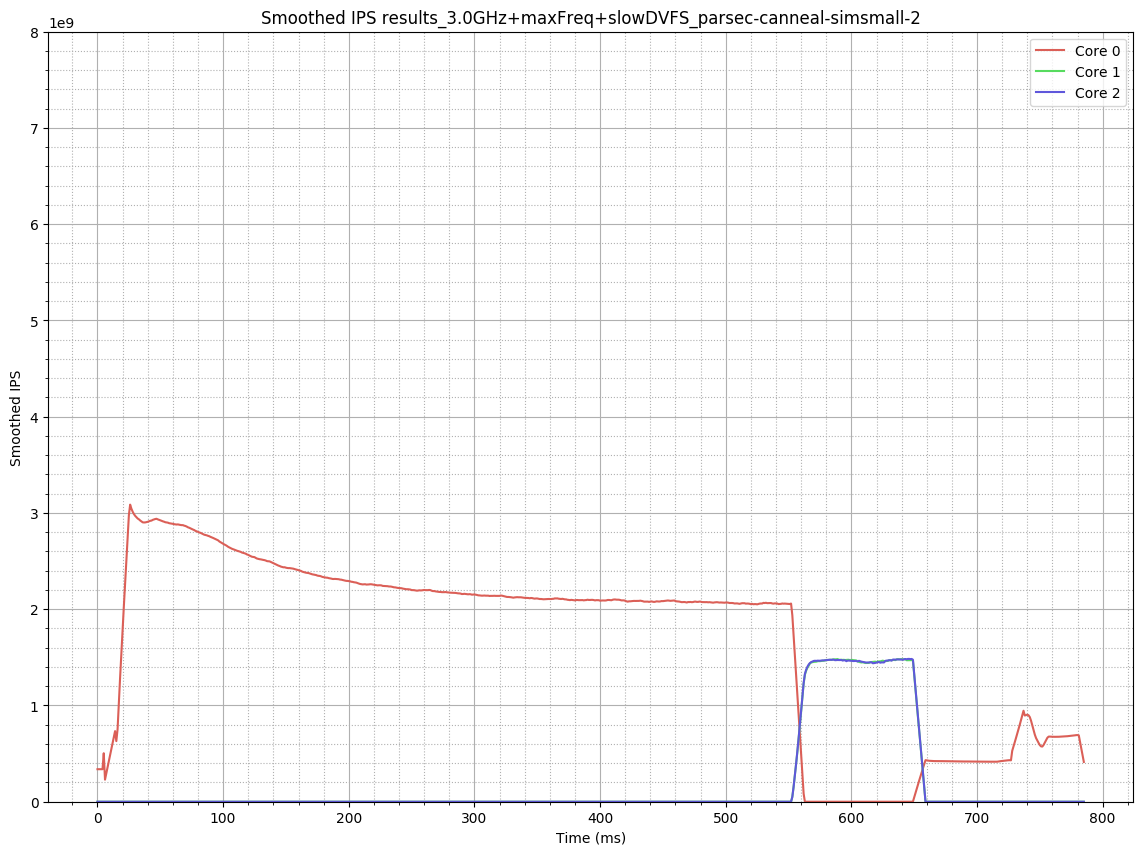 Smoothed IPS results_3.0GHz+maxFreq+slowDVFS_parsec-canneal-simsmall-2
1e9
8
7
6
5
4
3
2
1
0
Smoothed IPS
Core 0
Core 1
Core 2
0 100 200 300 400 500 600 700 800
Time (ms)